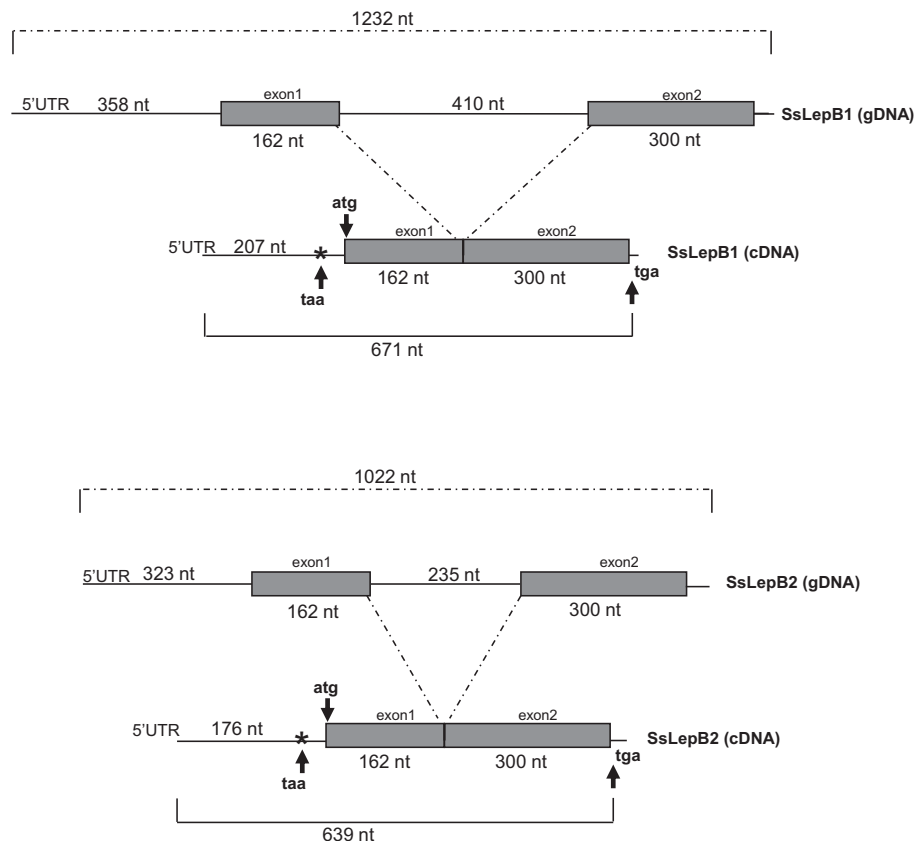 1232 nt
5'UTR 358 nt exon1 410 nt exon2 SsLepB1 (gDNA)
162 nt 300 nt
atg
5'UTR 207 nt * exon1 exon2 SsLepB1 (cDNA)
taa 162 nt 300 nt tga
671 nt
1022 nt
5'UTR 323 nt exon1 235 nt exon2 SsLepB2 (gDNA)
162 nt 300 nt
atg
5'UTR 176 nt * exon1 exon2 SsLepB2 (cDNA)
taa 162 nt 300 nt tga
639 nt